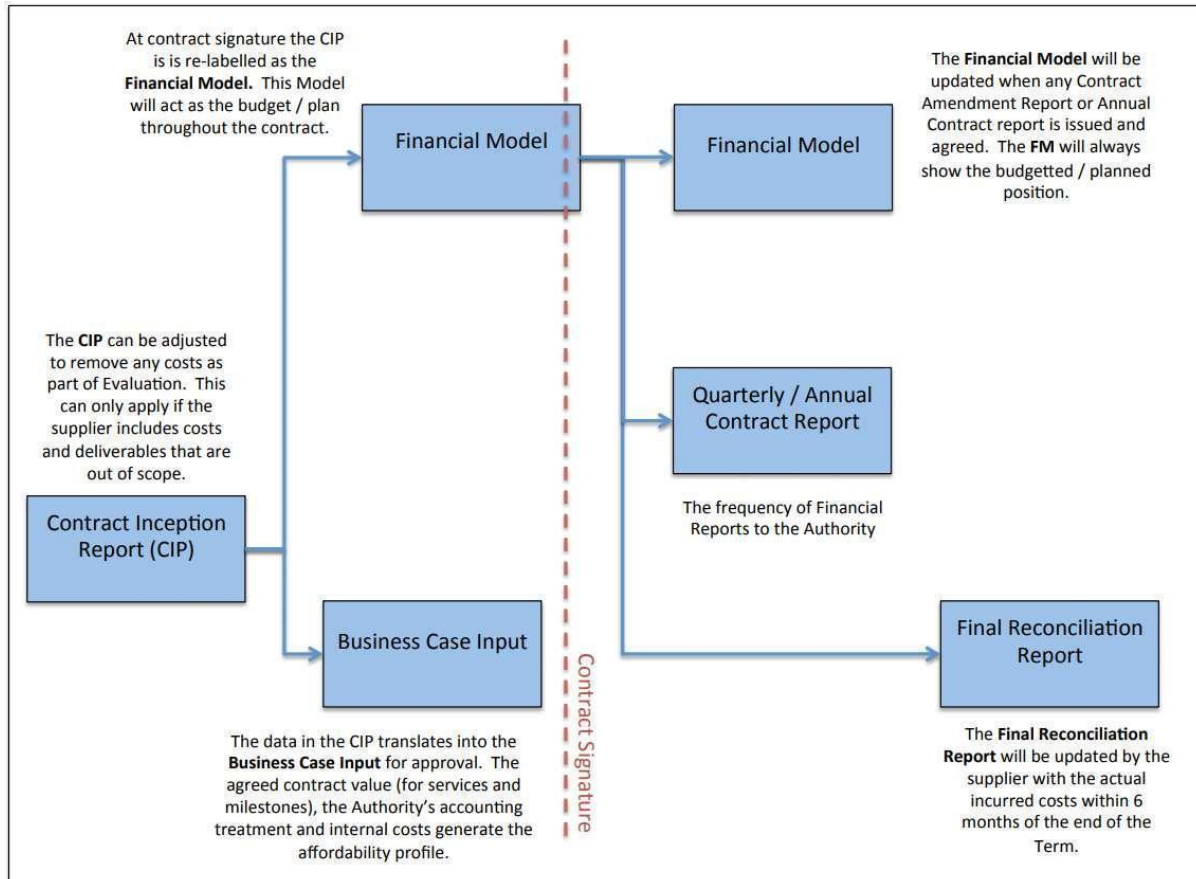 At contract signature the CIP
is is re-labelled as the
Financial Model. This Model
will act as the budget / plan
throughout the contract.
Financial Model
Financial Model
The Financial Model will be
updated when any Contract
Amendment Report or Annual
Contract report is issued and
agreed. The FM will always
show the budgetted / planned
position.
The CIP can be adjusted
to remove any costs as
part of Evaluation. This
can only apply if the
supplier includes costs
and deliverables that are
out of scope.
Quarterly / Annual
Contract Report
The frequency of Financial
Reports to the Authority
Contract Inception
Report (CIP)
Business Case Input
Contract Signature
Final Reconciliation
Report
The data in the CIP translates into the
Business Case Input for approval. The
agreed contract value (for services and
milestones), the Authority's accounting
treatment and internal costs generate the
affordability profile.
The Final Reconciliation
Report will be updated by the
supplier with the actual
incurred costs within 6
months of the end of the
Term.